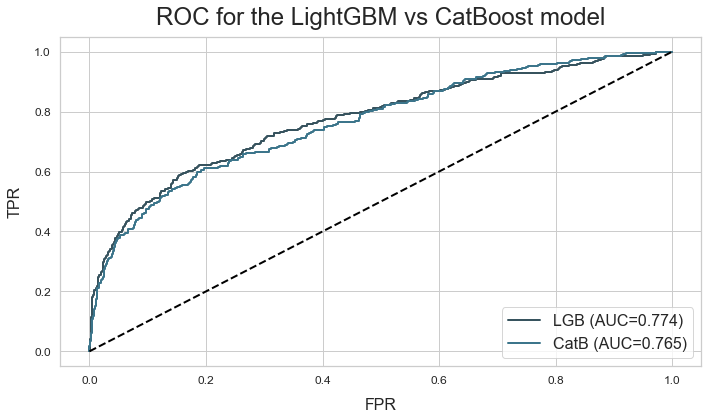 ROC for the LightGBM vs CatBoost model
TPR
1.0
0.8
0.6
0.4
0.2
0.0
0.0 0.2 0.4 0.6 0.8 1.0
FPR
LGB (AUC=0.774)
CatB (AUC=0.765)